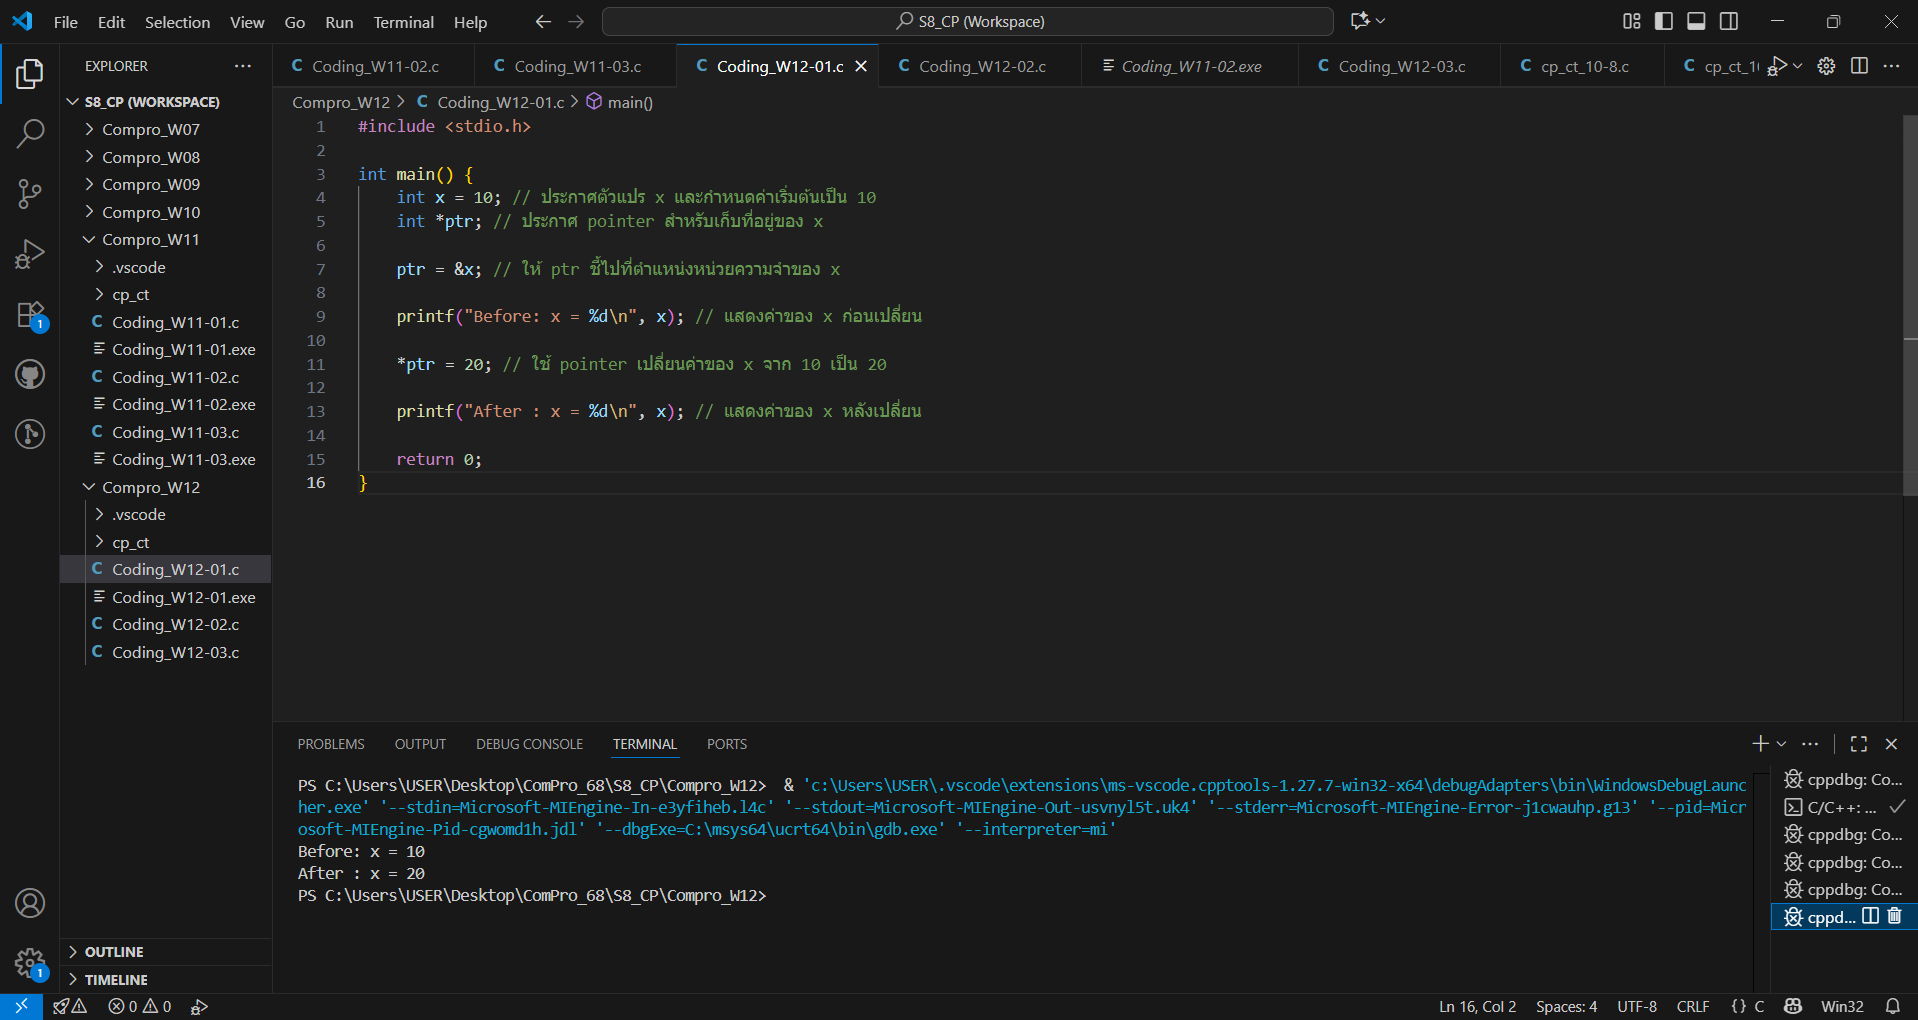 File Edit Selection View Go Run Terminal Help
S8_CP (Workspace)
EXPLORER
S8_CP (WORKSPACE)
Compro_W07
Compro_W08
Compro_W09
Compro_W10
Compro_W11
.vscode
cp_ct
C Coding_W11-01.c
Coding_W11-01.exe
C Coding_W11-02.c
Coding_W11-02.exe
C Coding_W11-03.c
Coding_W11-03.exe
Compro_W12
.vscode
cp_ct
C Coding_W12-01.c
Coding_W12-01.exe
C Coding_W12-02.c
C Coding_W12-03.c
OUTLINE
TIMELINE
1
1
C Coding_W11-02.c C Coding_W11-03.c C Coding_W12-01.c C Coding_W12-02.c Coding_W11-02.exe C Coding_W12-03.c C cp_ct_10-8.c C cp_ct_1
Compro_W12 > C Coding_W12-01.c > main()
1 #include <stdio.h>
2
3 int main() {
4 int x = 10; // ประกาศตัวแปร x และกำหนดค่าเริ่มต้นเป็น 10
5 int *ptr; // ประกาศ pointer สำหรับเก็บที่อยู่ของ x
6
7 ptr = &x; // ให้ ptr ชี้ไปที่ตำแหน่งหน่วยความจำของ x
8
9 printf("Before: x = %d\n", x); // แสดงค่าของ x ก่อนเปลี่ยน
10
11 *ptr = 20; // ใช้ pointer เปลี่ยนค่าของ x จาก 10 เป็น 20
12
13 printf("After : x = %d\n", x); // แสดงค่าของ x หลังเปลี่ยน
14
15 return 0;
16 }
PROBLEMS OUTPUT DEBUG CONSOLE TERMINAL PORTS
PS C:\Users\USER\Desktop\ComPro_68\S8_CP\Compro_W12> & 'c:\Users\USER\.vscode\extensions\ms-vscode.cpptools-1.27.7-win32-x64\debugAdapters\bin\WindowsDebugLaunc
her.exe' '--stdin=Microsoft-MIEngine-In-e3yfiheb.l4c' '--stdout=Microsoft-MIEngine-Out-usvnyl5t.uk4' '--stderr=Microsoft-MIEngine-Error-j1cwauhp.g13' '--pid=Micr
osoft-MIEngine-Pid-cgwomd1h.jdl' '--dbgExe=C:\msys64\ucrt64\bin\gdb.exe' '--interpreter=mi'
Before: x = 10
After : x = 20
PS C:\Users\USER\Desktop\ComPro_68\S8_CP\Compro_W12>
cppdbg: Co...
C/C++: ...
cppdbg: Co...
cppdbg: Co...
cppdbg: Co...
cppd...
0 0
Ln 16, Col 2 Spaces: 4 UTF-8 CRLF {} C Win32